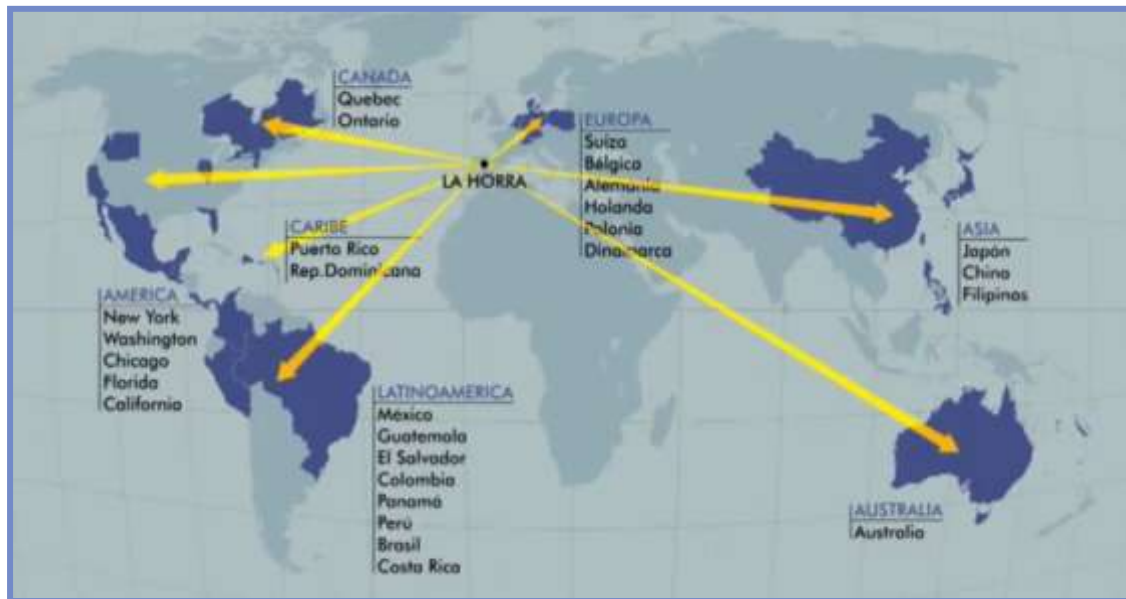 CANADA
Quebec
Ontario
EUROPA
Suiza
Bélgica
Alemania
Holanda
Polonia
Dinamarca
LA HORRA
CARIBE
Puerto Rico
Rep.Dominicana
ASIA
Japón
China
Filipinas
AMERICA
New York
Washington
Chicago
Florida
California
LATINOAMERICA
México
Guatemala
El Salvador
Colombia
Panamá
Perú
Brasil
Costa Rica
AUSTRALIA
Australia